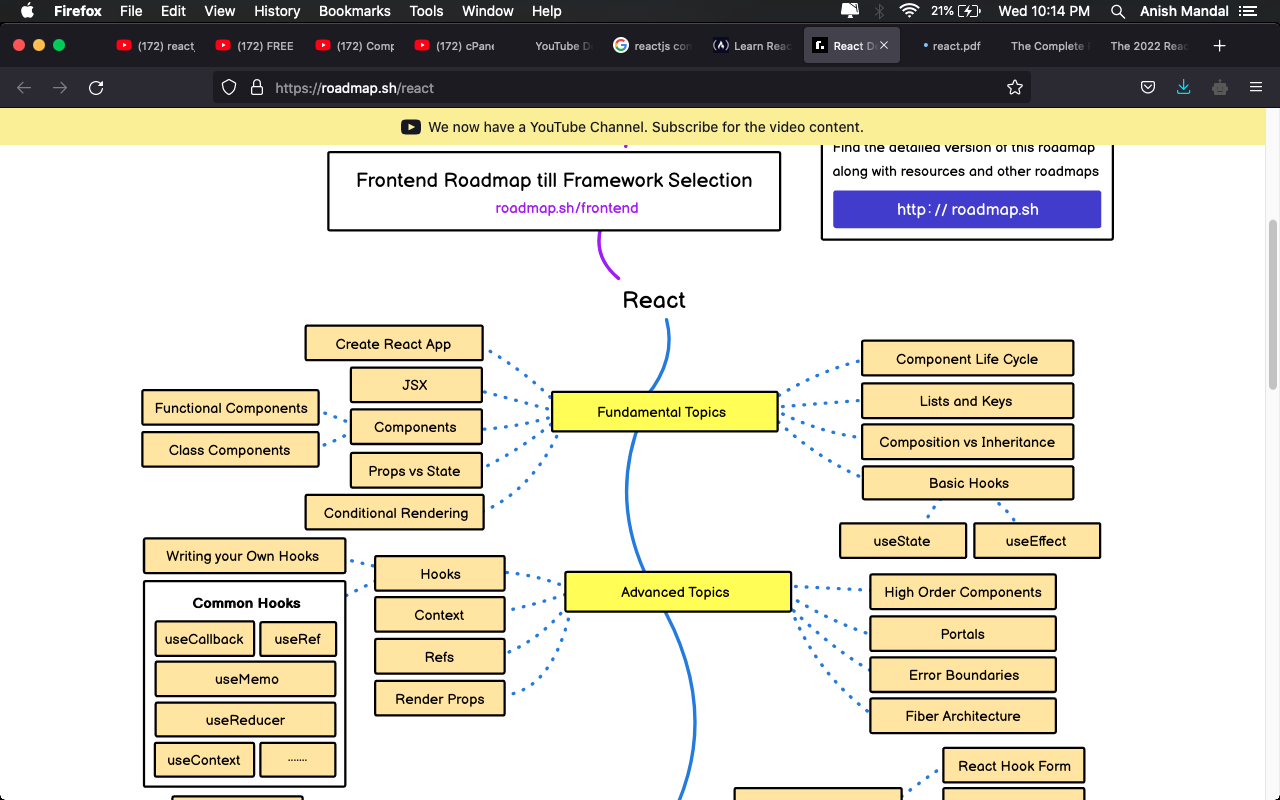 Firefox File Edit View History Bookmarks Tools Window Help 21% Wed 10:14 PM Anish Mandal
(172) react (172) FREE (172) Comp (172) cPane YouTube D reactjs con Learn Reac React D react.pdf The Complete The 2022 Reac
https://roadmap.sh/react
We now have a YouTube Channel. Subscribe for the video content.
Frontend Roadmap till Framework Selection
roadmap.sh/frontend
Find the detailed version of this roadmap
along with resources and other roadmaps
http://roadmap.sh
React
Create React App
JSX
Functional Components
Class Components
Components
Props vs State
Conditional Rendering
Fundamental Topics
Component Life Cycle
Lists and Keys
Composition vs Inheritance
Basic Hooks
useState useEffect
Writing your Own Hooks
Common Hooks
useCallback useRef
useMemo
useReducer
useContext .......
Hooks
Context
Refs
Render Props
Advanced Topics
High Order Components
Portals
Error Boundaries
Fiber Architecture
React Hook Form